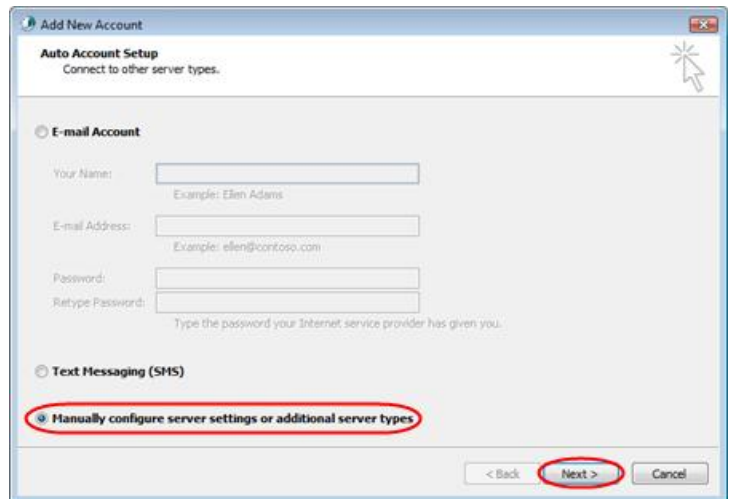 Add New Account
Auto Account Setup
Connect to other server types.
E-mail Account
Your Name:
Example: Ellen Adams
E-mail Address:
Example: ellen@contoso.com
Password:
Retype Password:
Type the password your Internet service provider has given you.
Text Messaging (SMS)
Manually configure server settings or additional server types
< Back Next > Cancel